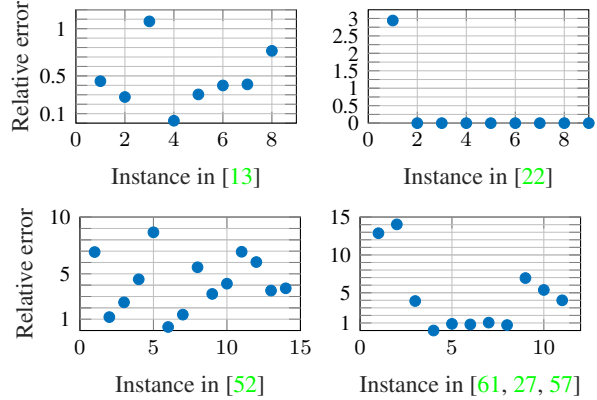 Relative error
1
0.5
0.1
0 2 4 6 8
Instance in [13]
3
2.5
2
1.5
1
0.5
0
0 2 4 6 8
Instance in [22]
Relative error
10
5
1
0 5 10 15
Instance in [52]
15
10
5
1
0 5 10
Instance in [61, 27, 57]